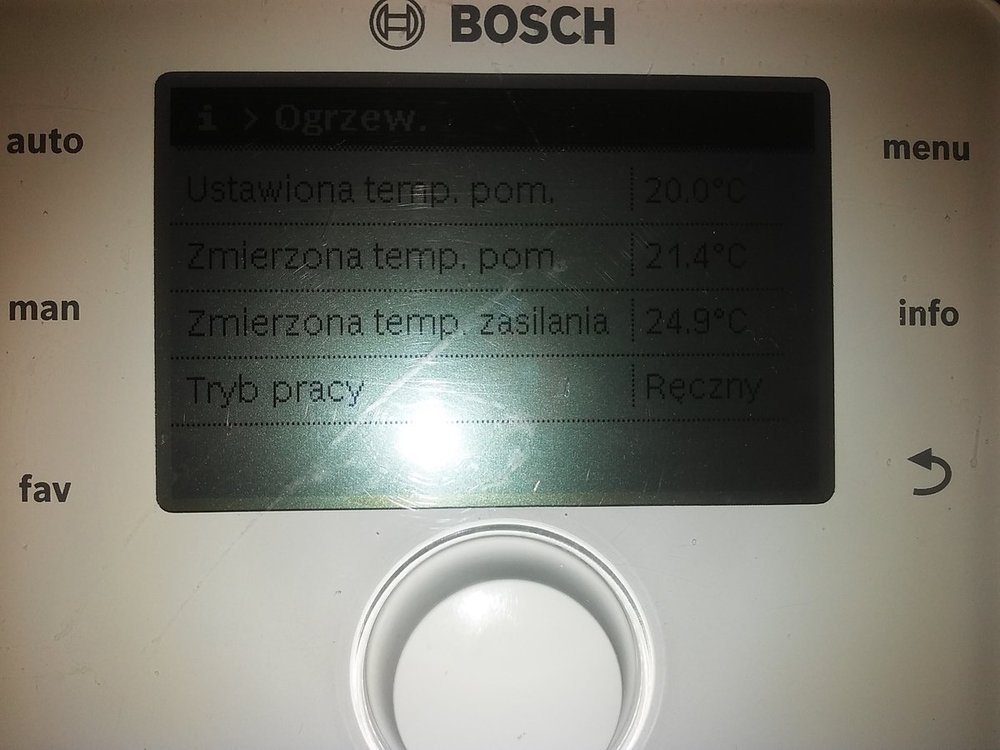 BOSCH
i > Ogrzew.
auto
menu
Ustawiona temp. pom. 20.0°C
Zmierzona temp. pom. 21.4°C
man
info
Zmierzona temp. zasilania 24.9°C
Tryb pracy Ręczny
fav